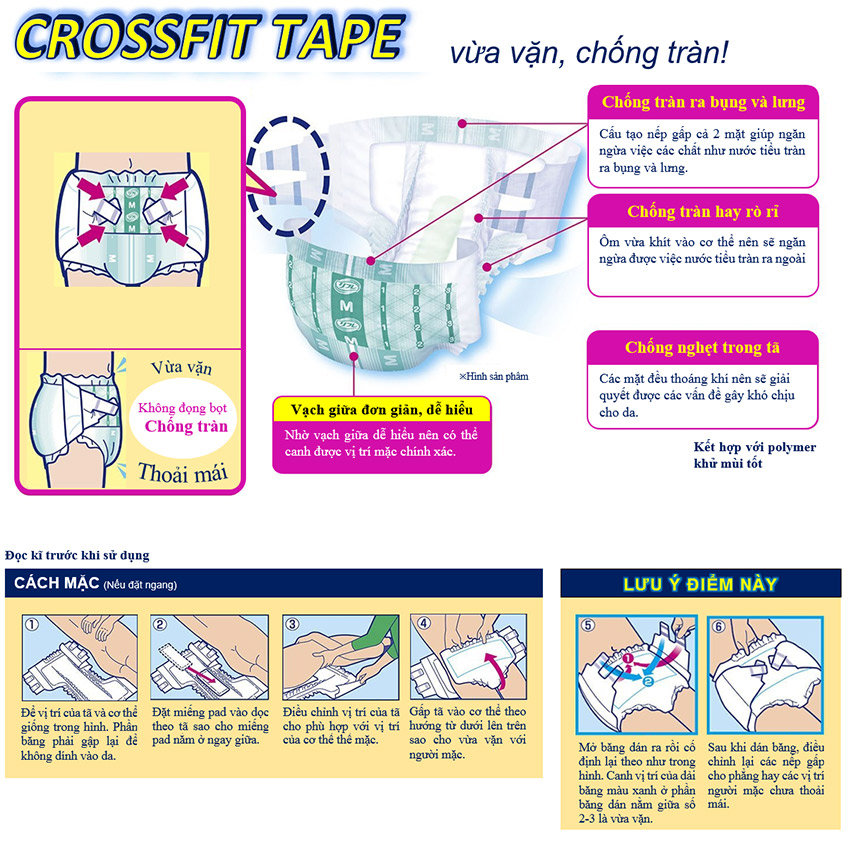 CROSSFIT TAPE
vừa vặn, chống tràn!
M
M
M
M
M
Chống tràn ra bụng và lưng
Cấu tạo nếp gấp cả 2 mặt giúp ngăn
ngừa việc các chất như nước tiểu tràn
ra bụng và lưng.
Chống tràn hay rò rỉ
Ôm vừa khít vào cơ thể nên sẽ ngăn
ngừa được việc nước tiểu tràn ra ngoài
Chống nghẹt trong tã
Các mặt đều thoáng khí nên sẽ giải
quyết được các vấn đề gây khó chịu
cho da.
Kết hợp với polymer
khử mùi tốt
※Hình sản phẩm
Vạch giữa đơn giản, dễ hiểu
Nhờ vạch giữa dễ hiểu nên có thể
canh được vị trí mặc chính xác.
Vừa vặn
Không đọng bọt
Chống tràn
Thoải mái
Đọc kĩ trước khi sử dụng
CÁCH MẶC (Nếu đặt ngang)
①
Để vị trí của tã và cơ thể
giống trong hình. Phần
băng phải gập lại để
không dính vào da.
②
Đặt miếng pad vào dọc
theo tã sao cho miếng
pad nằm ở ngay giữa.
③
Điều chỉnh vị trí của tã
cho phù hợp với vị trí
của cơ thể thể mặc.
④
Gấp tã vào cơ thể theo
hướng từ dưới lên trên
sao cho vừa vặn với
người mặc.
LƯU Ý ĐIỂM NÀY
⑤
1
2
Mở băng dán ra rồi cố
định lại theo như trong
hình. Canh vị trí của dải
băng màu xanh ở phần
băng dán nằm giữa số
2-3 là vừa vặn.
⑥
Sau khi dán băng, điều
chỉnh lại các nếp gấp
cho phẳng hay các vị trí
người mặc chưa thoải
mái.